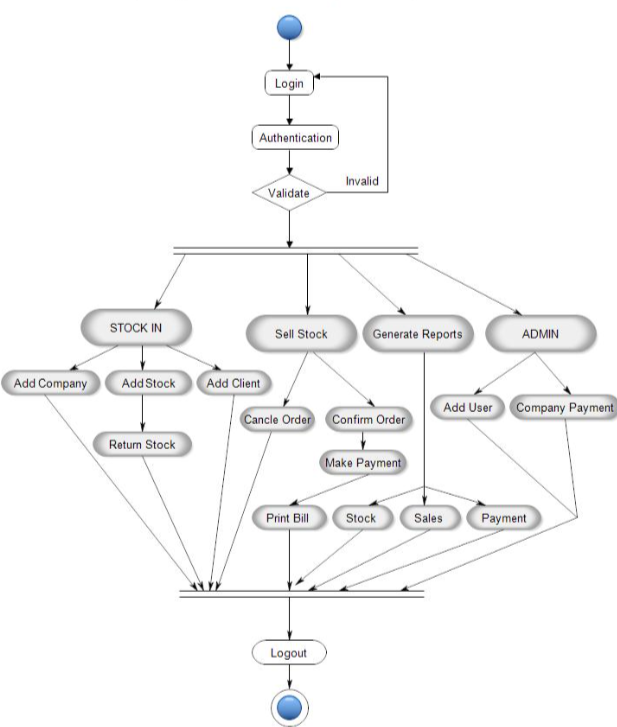 Login
Authentication
Validate
Invalid
STOCK IN
Sell Stock
Generate Reports
ADMIN
Add Company
Add Stock
Add Client
Cancle Order
Confirm Order
Add User
Company Payment
Return Stock
Make Payment
Print Bill
Stock
Sales
Payment
Logout